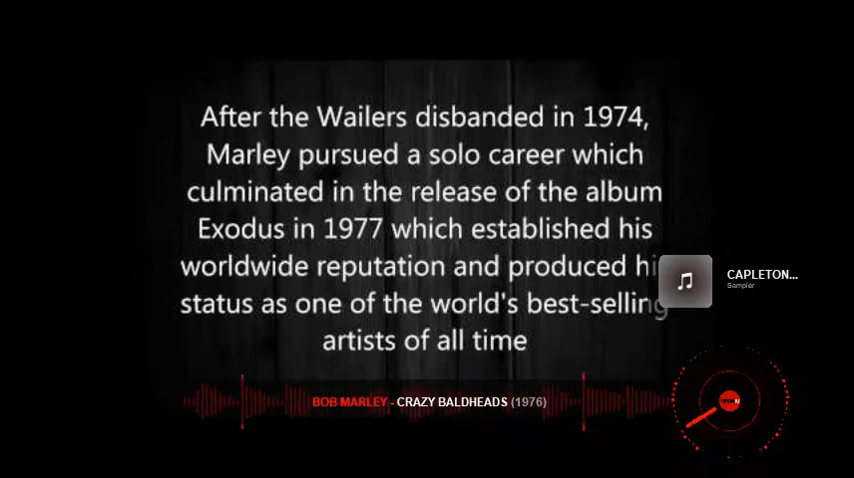 After the Wailers disbanded in 1974,
Marley pursued a solo career which
culminated in the release of the album
Exodus in 1977 which established his
worldwide reputation and produced hi
status as one of the world's best-selling
artists of all time
CAPLETON...
Sampler
BOB MARLEY - CRAZY BALDHEADS (1976)